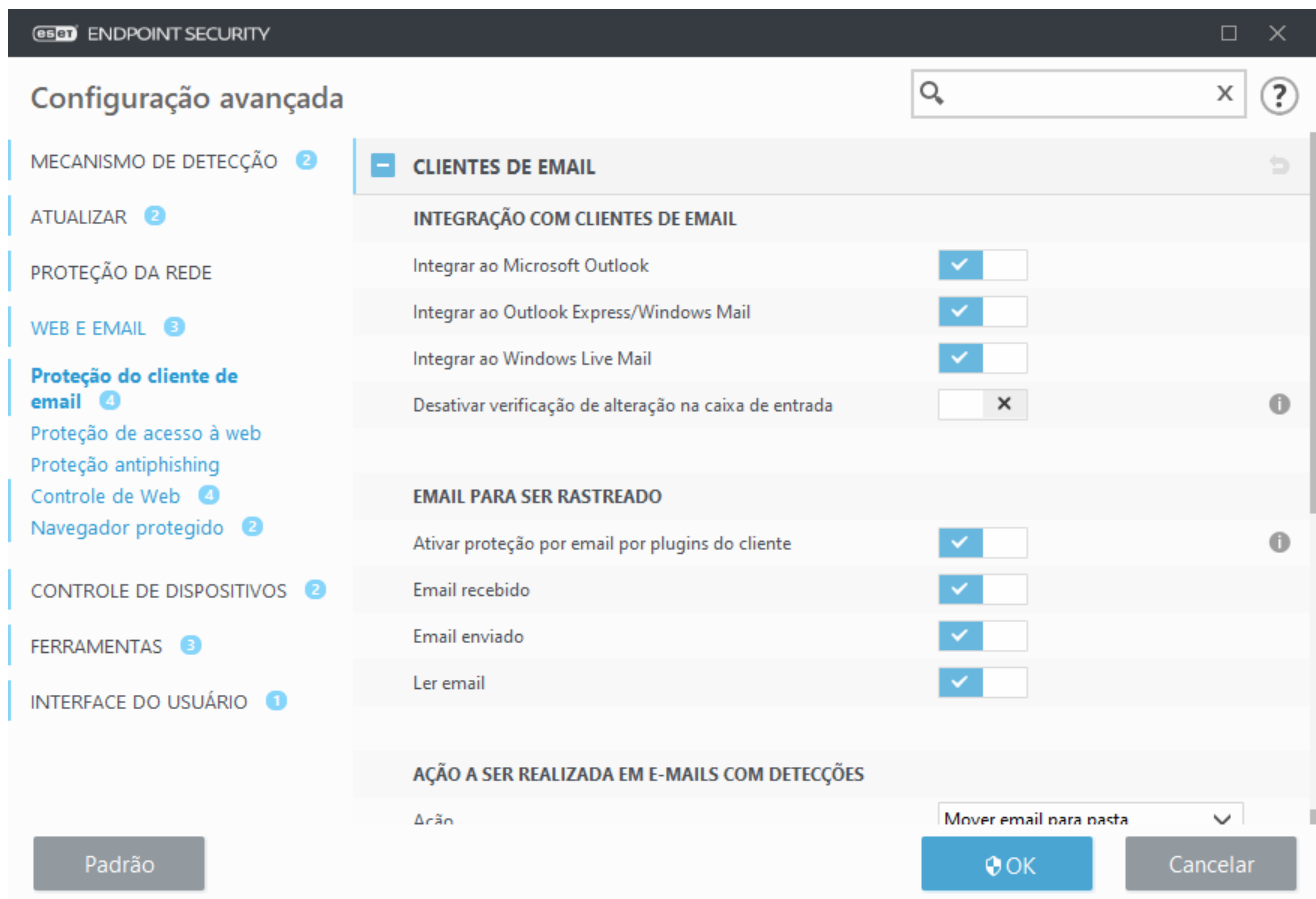 eset ENDPOINT SECURITY
Configuração avançada
X
?
MECANISMO DE DETECÇÃO 2
ATUALIZAR 2
PROTEÇÃO DA REDE
WEB E EMAIL 3
Proteção do cliente de
email 4
Proteção de acesso à web
Proteção antiphishing
Controle de Web 4
Navegador protegido 2
CONTROLE DE DISPOSITIVOS 2
FERRAMENTAS 3
INTERFACE DO USUÁRIO 1
CLIENTES DE EMAIL
INTEGRAÇÃO COM CLIENTES DE EMAIL
Integrar ao Microsoft Outlook
Integrar ao Outlook Express/Windows Mail
Integrar ao Windows Live Mail
Desativar verificação de alteração na caixa de entrada
EMAIL PARA SER RASTREADO
Ativar proteção por email por plugins do cliente
Email recebido
Email enviado
Ler email
AÇÃO A SER REALIZADA EM E-MAILS COM DETECÇÕES
Ação Mover email para pasta
Padrão
OK
Cancelar